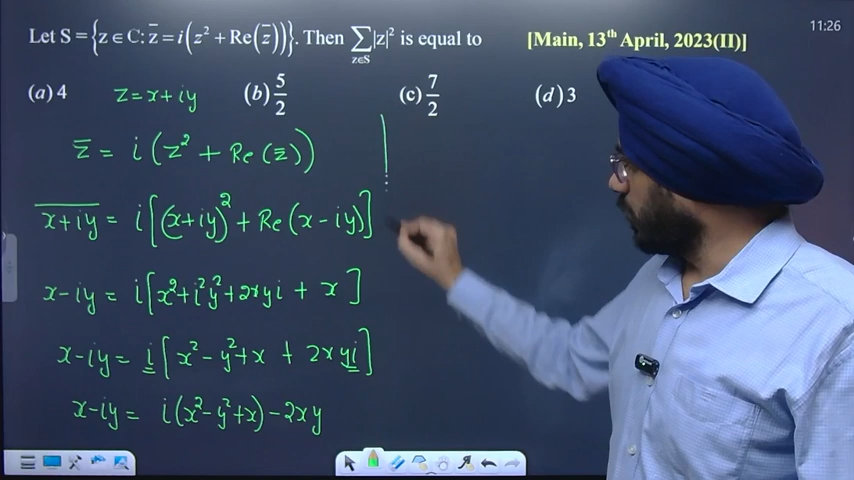 Let S = {z ∈ C: z̄ = i(z² + Re(z̄))}. Then ∑_{z∈S} |z|² is equal to [Main, 13th April, 2023(II)]
11:26
(a) 4 (b) 5/2 (c) 7/2 (d) 3
z = x+iy
z̄ = i(z² + Re(z̄))
\overline{x+iy} = i[(x+iy)² + Re(x-iy)]
x-iy = i[x²+i²y²+2xyi + x]
x-iy = i[x²-y²+x + 2xyi]
x-iy = i(x²-y²+x)-2xy